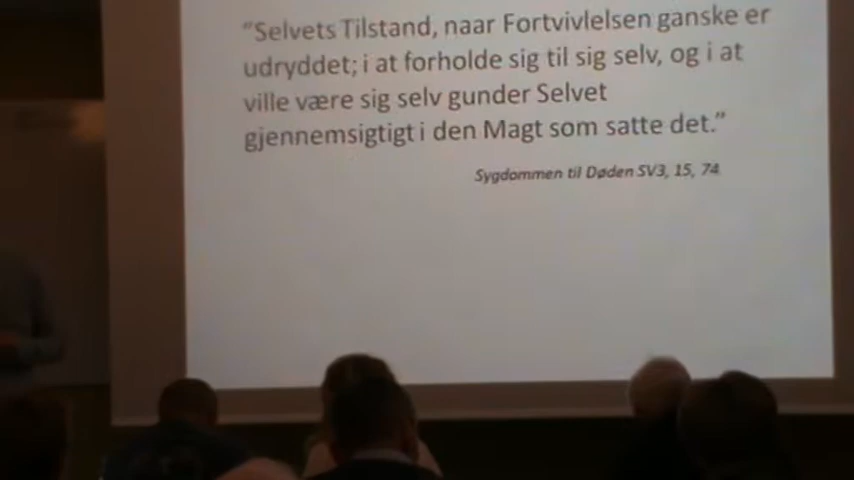 "Selvets Tilstand, naar Fortvivlelsen ganske er
udryddet; i at forholde sig til sig selv, og i at
ville være sig selv gunder Selvet
gjennemsigtigt i den Magt som satte det."
Sygdommen til Døden SV3, 15, 74